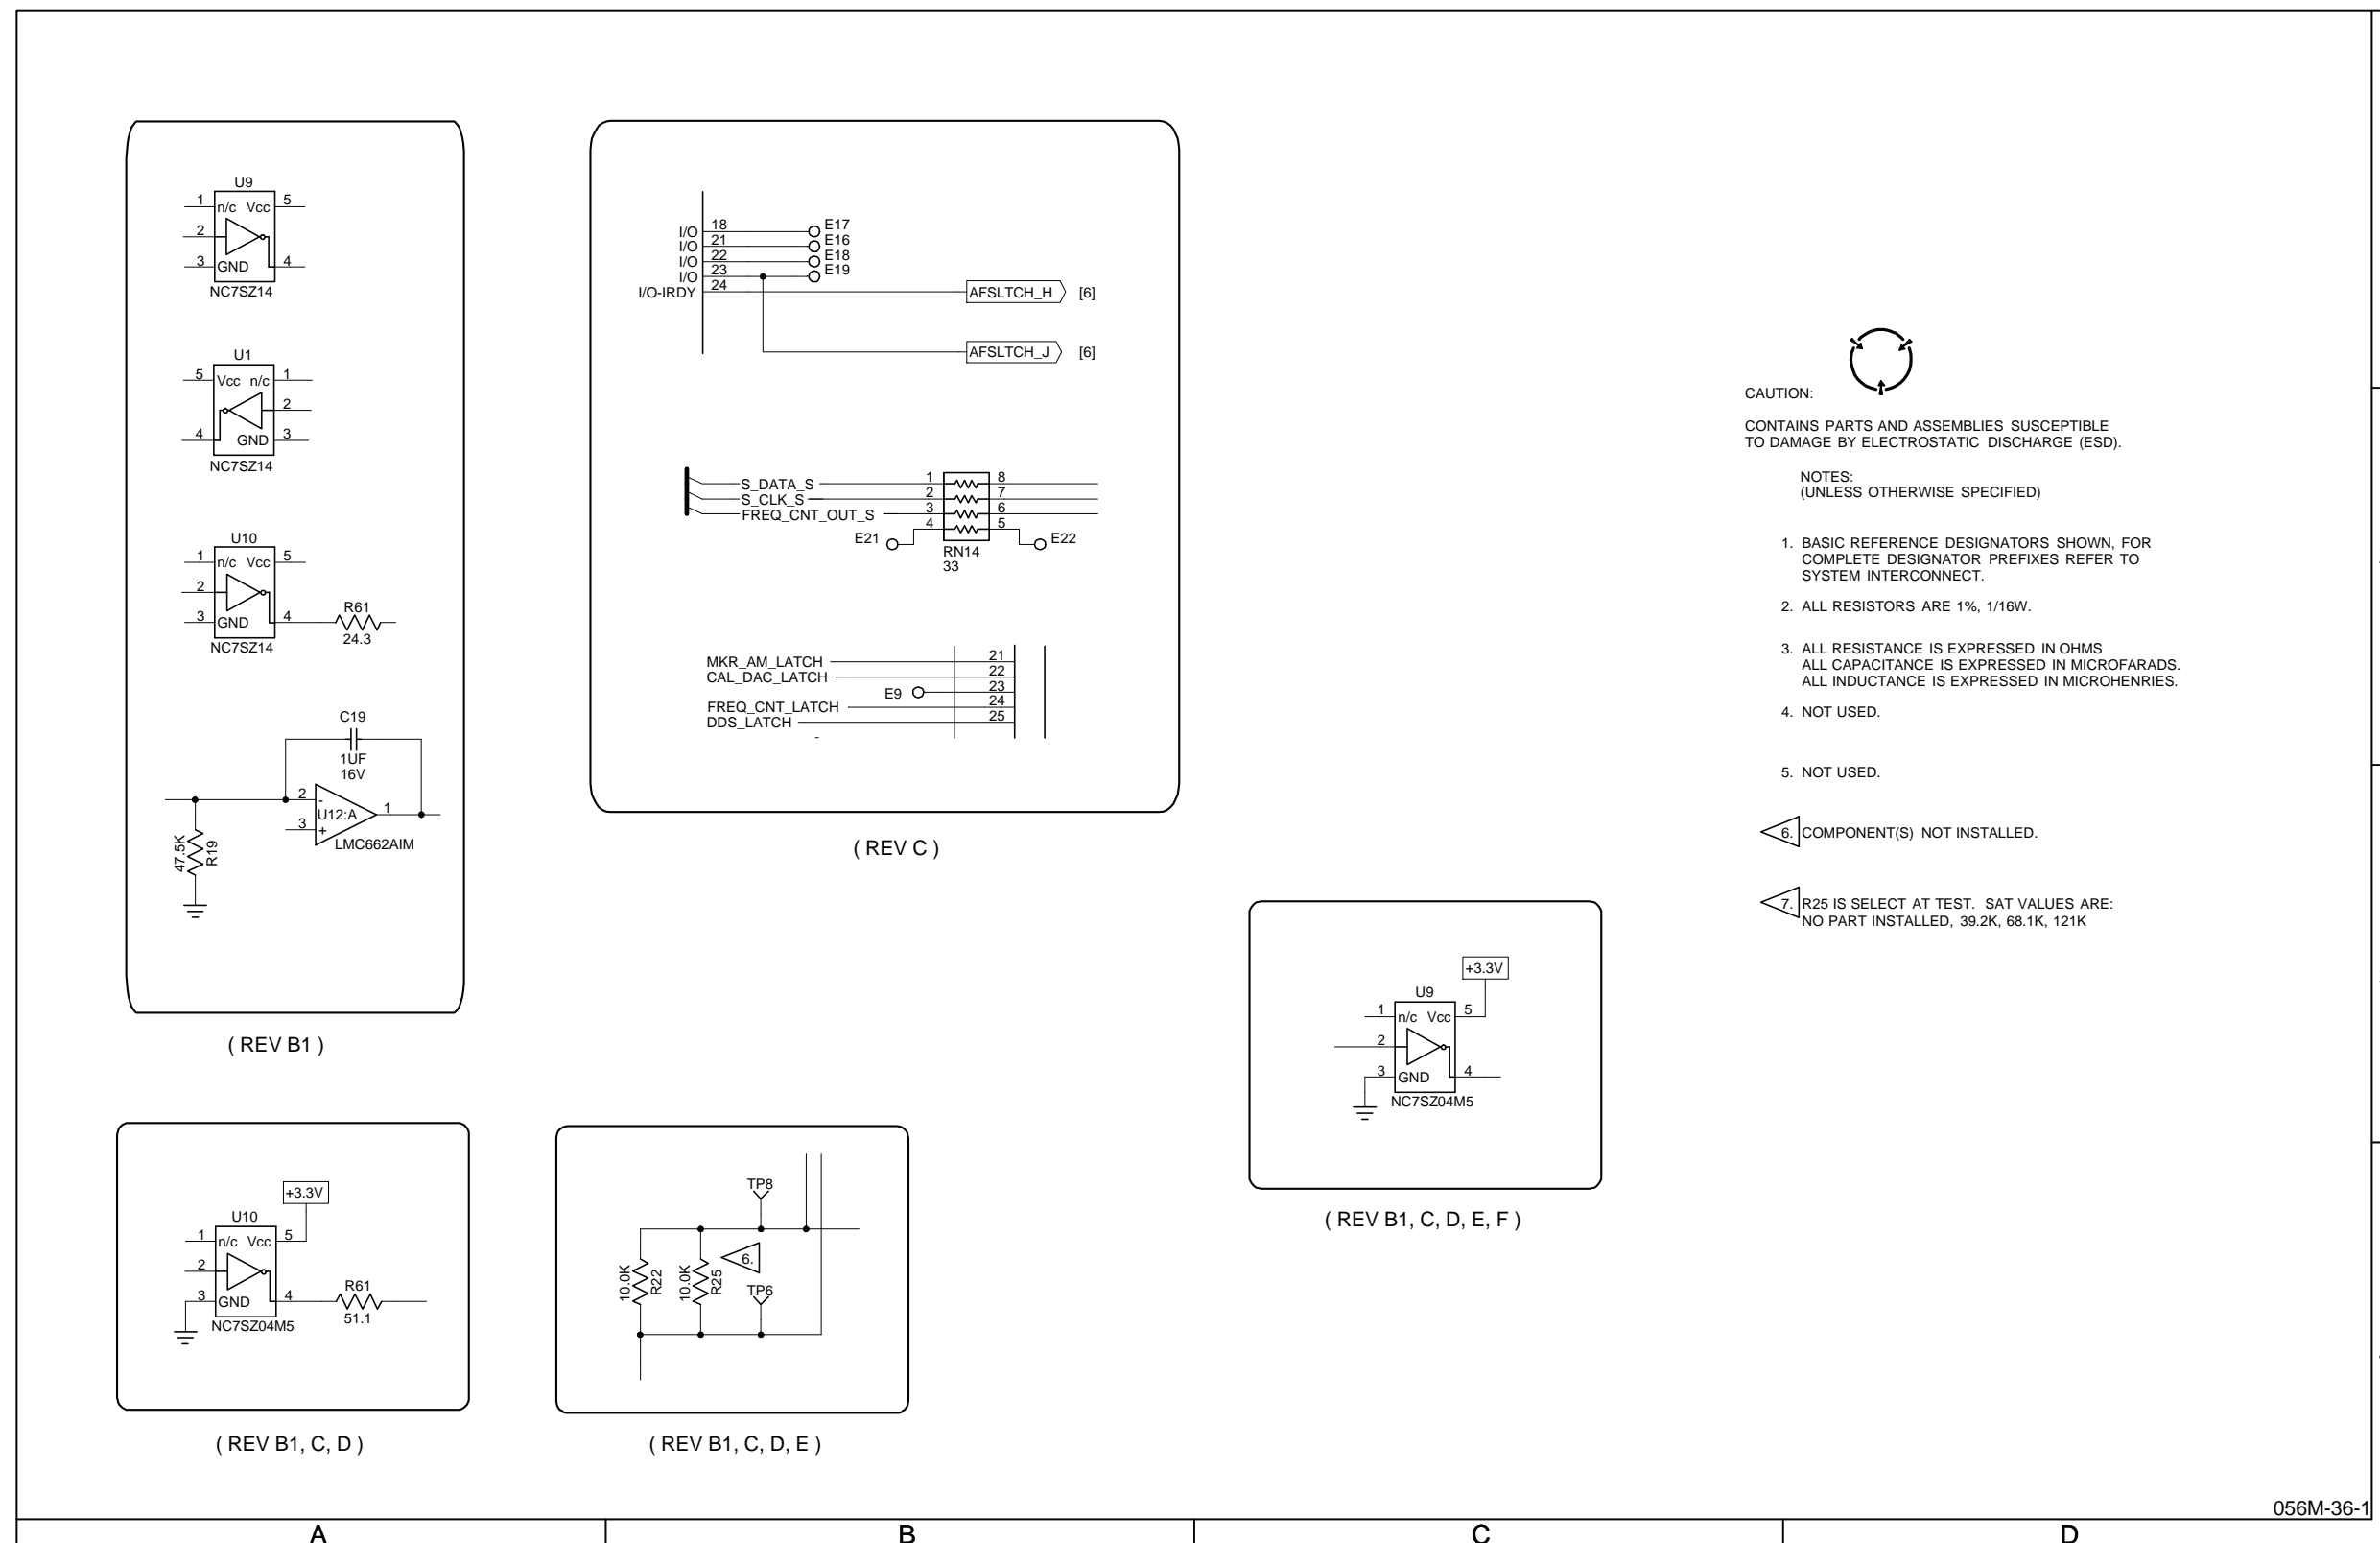 U9
1 n/c Vcc 5
2
3 GND 4
NC7SZ14
U1
5 Vcc n/c 1
2
4 GND 3
NC7SZ14
U10
1 n/c Vcc 5
2
3 GND 4
NC7SZ14
R61
24.3
C19
1UF
16V
2 -
U12:A 1
3 +
LMC662AIM
47.5K
R19
( REV B1 )
I/O 18 E17
I/O 21 E16
I/O 22 E18
I/O 23 E19
I/O-IRDY 24 AFSLTCH_H [6]
AFSLTCH_J [6]
S_DATA_S 1 8
S_CLK_S 2 7
FREQ_CNT_OUT_S 3 6
E21 4 5 E22
RN14
33
MKR_AM_LATCH 21
CAL_DAC_LATCH 22
E9 23
FREQ_CNT_LATCH 24
DDS_LATCH 25
-
( REV C )
CAUTION:
CONTAINS PARTS AND ASSEMBLIES SUSCEPTIBLE
TO DAMAGE BY ELECTROSTATIC DISCHARGE (ESD).
NOTES:
(UNLESS OTHERWISE SPECIFIED)
1. BASIC REFERENCE DESIGNATORS SHOWN, FOR
COMPLETE DESIGNATOR PREFIXES REFER TO
SYSTEM INTERCONNECT.
2. ALL RESISTORS ARE 1%, 1/16W.
3. ALL RESISTANCE IS EXPRESSED IN OHMS
ALL CAPACITANCE IS EXPRESSED IN MICROFARADS.
ALL INDUCTANCE IS EXPRESSED IN MICROHENRIES.
4. NOT USED.
5. NOT USED.
6. COMPONENT(S) NOT INSTALLED.
7. R25 IS SELECT AT TEST. SAT VALUES ARE:
NO PART INSTALLED, 39.2K, 68.1K, 121K
+3.3V
U9
1 n/c Vcc 5
2
3 GND 4
NC7SZ04M5
( REV B1, C, D, E, F )
+3.3V
U10
1 n/c Vcc 5
2
3 GND 4
NC7SZ04M5
R61
51.1
( REV B1, C, D )
TP8
6.
10.0K
R22
10.0K
R25
TP6
( REV B1, C, D, E )
056M-36-1
A B C D